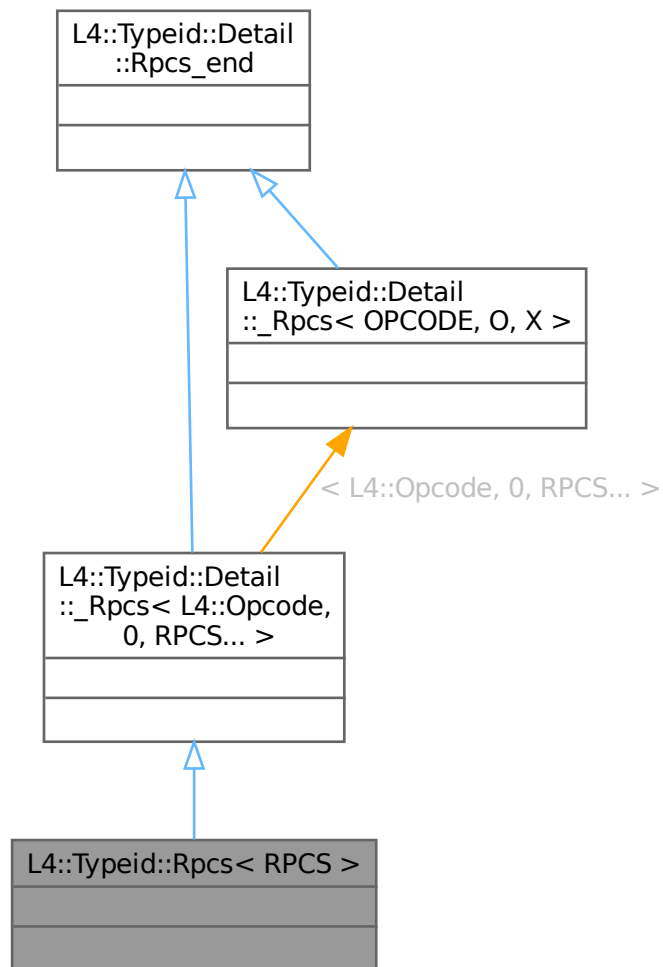 L4::Typeid::Detail
::Rpcs_end
L4::Typeid::Detail
::_Rpcs< OPCODE, O, X >
< L4::Opcode, 0, RPCS... >
L4::Typeid::Detail
::_Rpcs< L4::Opcode,
0, RPCS... >
L4::Typeid::Rpcs< RPCS >